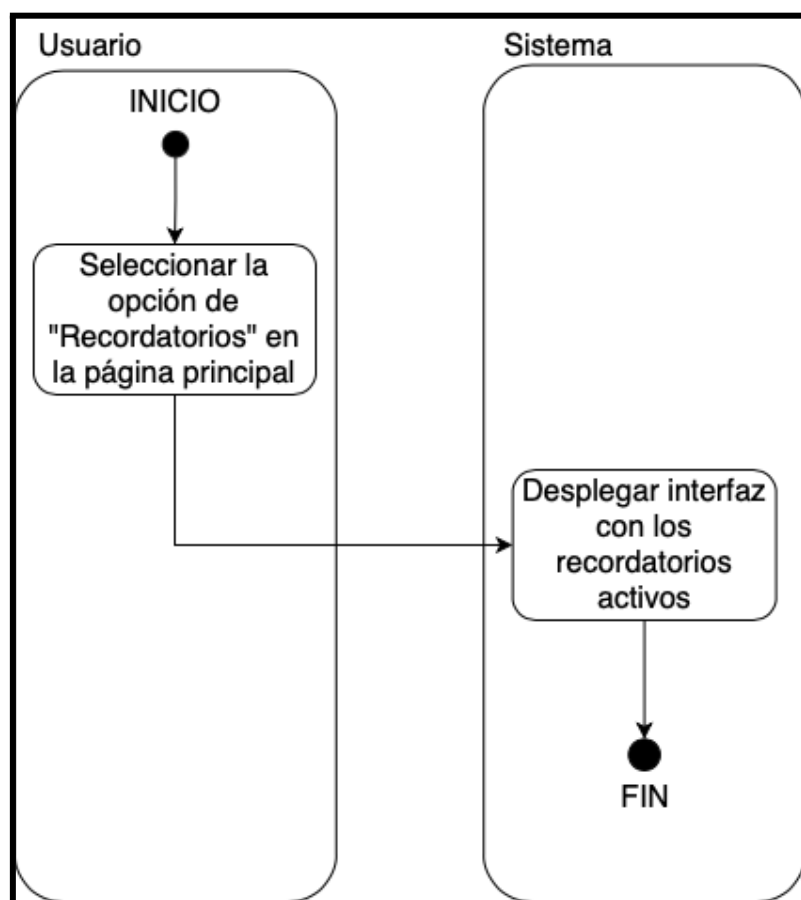 Usuario
Sistema
INICIO
Seleccionar la
opción de
"Recordatorios" en
la página principal
Desplegar interfaz
con los
recordatorios
activos
FIN